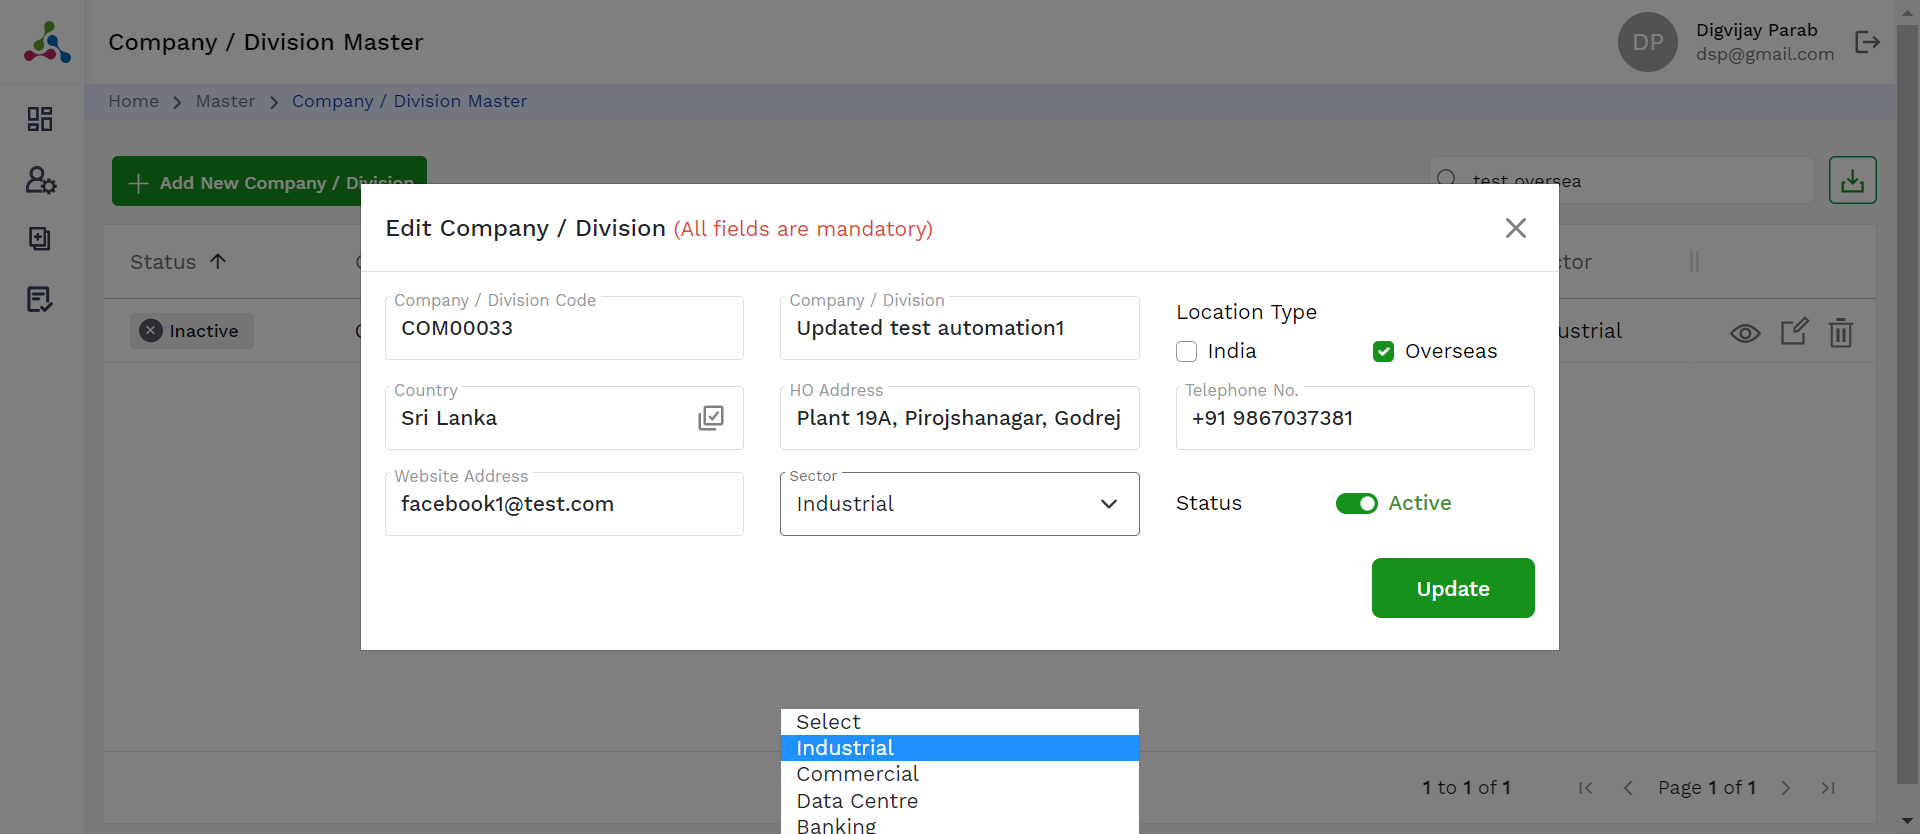 Company / Division Master
DP
Digvijay Parab
dsp@gmail.com
Home
Master
Company / Division Master
Add New Company / Division
test oversea
Edit Company / Division (All fields are mandatory)
Status
ctor
Inactive
ustrial
Company / Division Code
COM00033
Company / Division
Updated test automation1
Location Type
India
Overseas
Country
Sri Lanka
HO Address
Plant 19A, Pirojshanagar, Godrej
Telephone No.
+91 9867037381
Website Address
facebook1@test.com
Sector
Industrial
Status
Active
Update
Select
Industrial
Commercial
Data Centre
Banking
1 to 1 of 1
Page 1 of 1